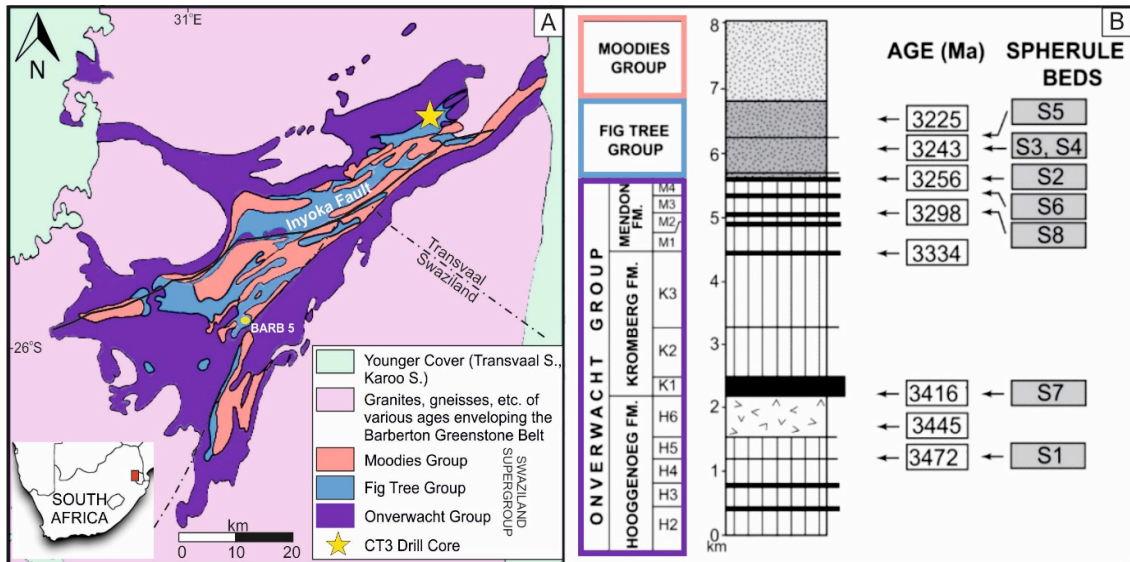 A
31°E
N
Inyoka Fault
Transvaal
Swaziland
BARB 5
26°S
Younger Cover (Transvaal S.,
Karoo S.)
Granites, gneisses, etc. of
various ages enveloping the
Barberton Greenstone Belt
Moodies Group
Fig Tree Group
Onverwacht Group
CT3 Drill Core
SWAZILAND
SUPERGROUP
SOUTH
AFRICA
km
0 10 20
B
MOODIES
GROUP
FIG TREE
GROUP
ONVERWACHT GROUP
MENDON
FM.
KROMBERG FM.
HOOGGENOEG FM.
M4
M3
M2
M1
K3
K2
K1
H6
H5
H4
H3
H2
8
7
6
5
4
3
2
1
0
km
AGE (Ma)
3225
3243
3256
3298
3334
3416
3445
3472
SPHERULE
BEDS
S5
S3, S4
S2
S6
S8
S7
S1